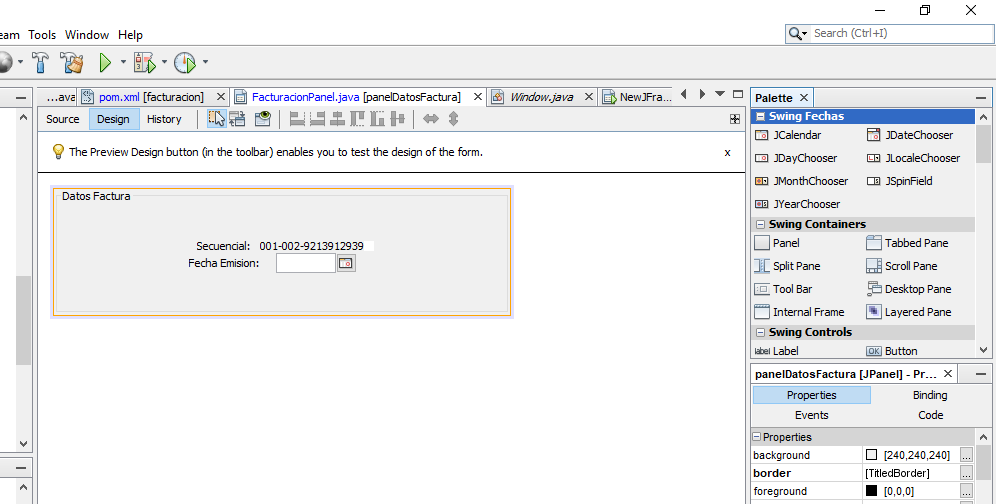 eam Tools Window Help
Search (Ctrl+I)
...ava pom.xml [facturacion] FacturacionPanel.java [panelDatosFactura] Window.java NewJFra...
Source Design History
The Preview Design button (in the toolbar) enables you to test the design of the form. x
Datos Factura
Secuencial: 001-002-9213912939
Fecha Emision:
Palette
Swing Fechas
JCalendar JDateChooser
JDayChooser JLocaleChooser
JMonthChooser JSpinField
JYearChooser
Swing Containers
Panel Tabbed Pane
Split Pane Scroll Pane
Tool Bar Desktop Pane
Internal Frame Layered Pane
Swing Controls
label Label OK Button
panelDatosFactura [JPanel] - Pr...
Properties Binding
Events Code
Properties
background [240,240,240] ...
border [TitledBorder] ...
foreground [0,0,0] ...